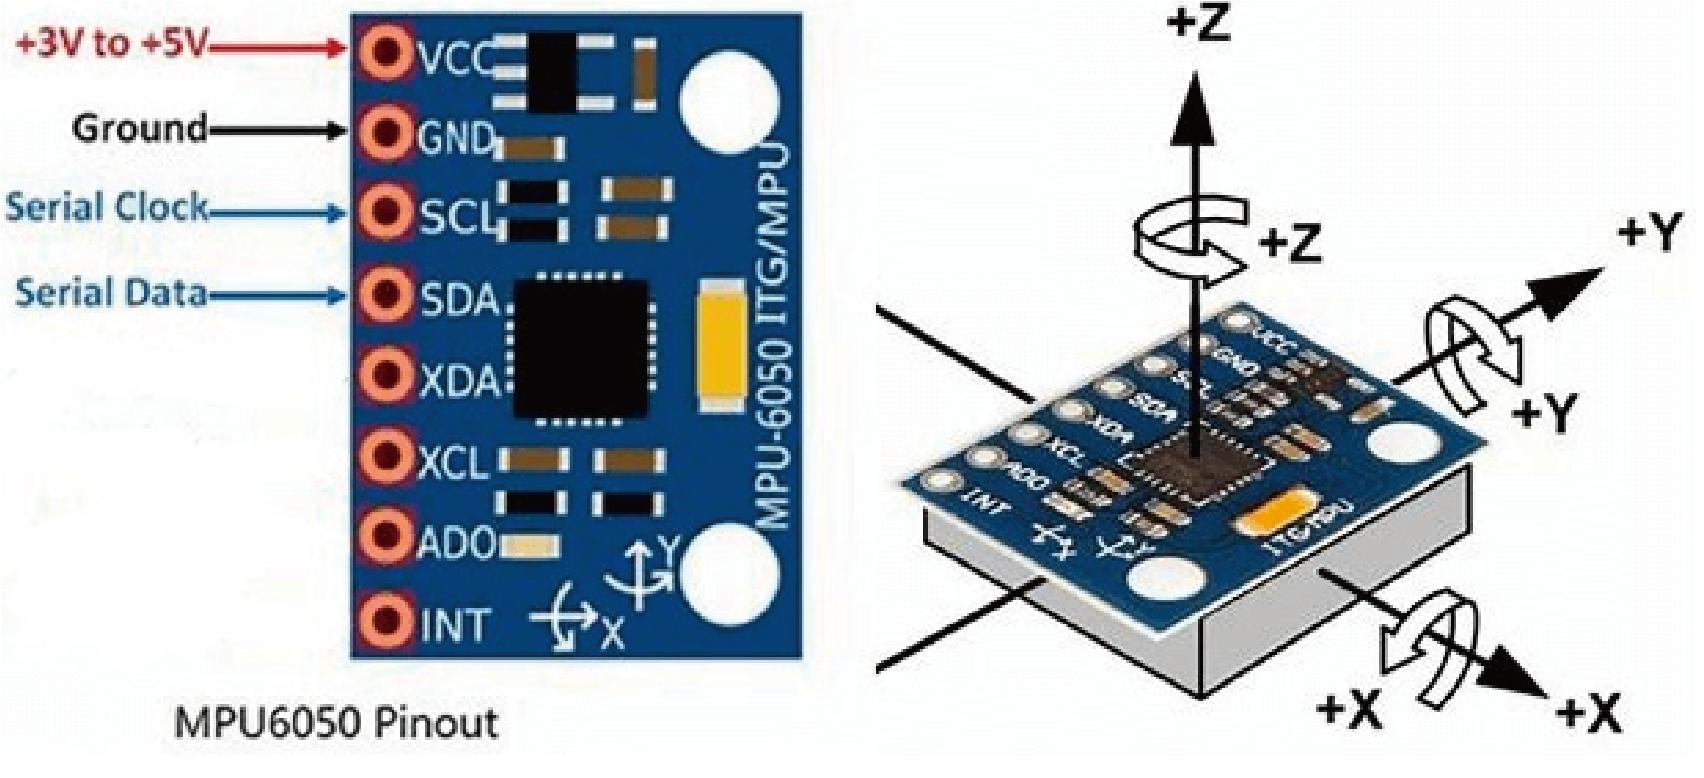 +3V to +5V
Ground
Serial Clock
Serial Data
VCC
GND
SCL
SDA
XDA
XCL
ADO
INT
MPU-6050 ITG/MPU
Y
X
MPU6050 Pinout
+Z
+Z
+Y
+Y
VCC
GND
SCL
SDA
XDA
XCL
ADO
INT
X
Y
ITG/MPU
+X
+X